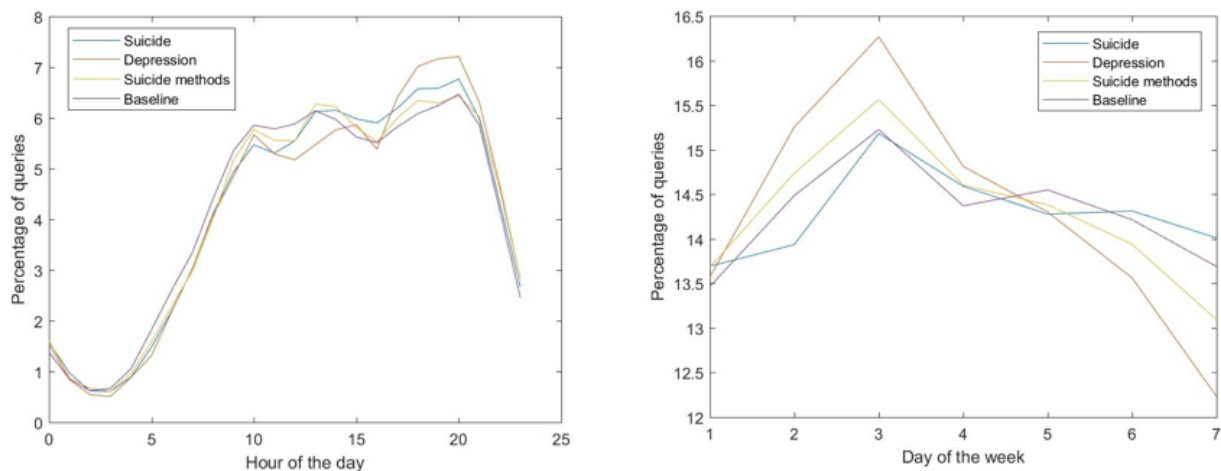 8
7
6
5
4
3
2
1
0
Percentage of queries
Suicide
Depression
Suicide methods
Baseline
0 5 10 15 20 25
Hour of the day
16.5
16
15.5
15
14.5
14
13.5
13
12.5
12
Percentage of queries
Suicide
Depression
Suicide methods
Baseline
1 2 3 4 5 6 7
Day of the week